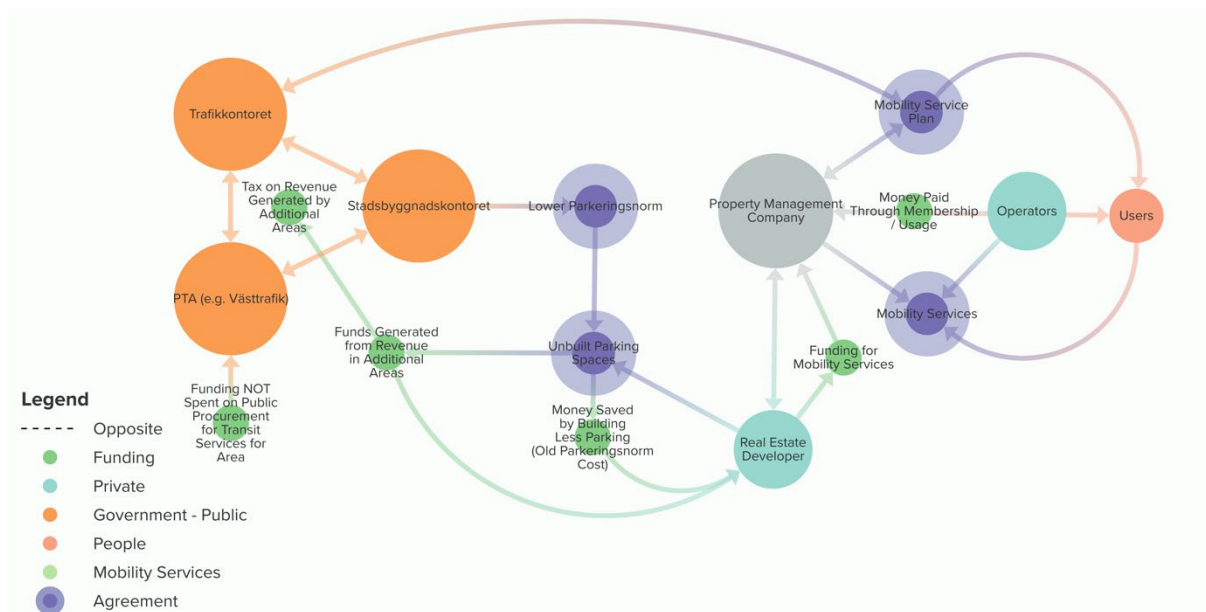 Trafikkontoret
Tax on Revenue
Generated by
Additional
Areas
Stadsbyggnadskontoret
PTA (e.g. Västtrafik)
Funding NOT
Spent on Public
Procurement
for Transit
Services for
Area
Funds Generated
from Revenue
in Additional
Areas
Lower Parkeringsnorm
Unbuilt Parking
Spaces
Money Saved
by Building
Less Parking
(Old Parkeringsnorm
Cost)
Mobility Service
Plan
Property Management
Company
Money Paid
Through Membership
/ Usage
Operators
Users
Mobility Services
Funding for
Mobility Services
Real Estate
Developer
Legend
Opposite
Funding
Private
Government - Public
People
Mobility Services
Agreement